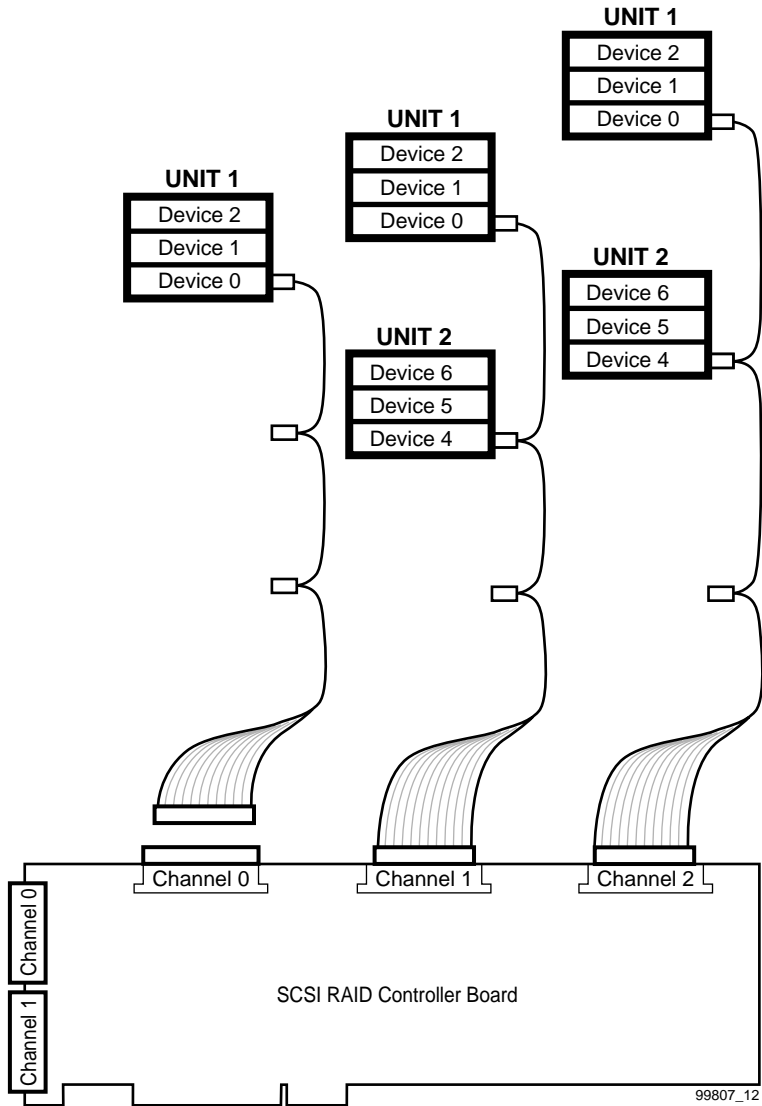 UNIT 1
Device 2
Device 1
Device 0
UNIT 1
Device 2
Device 1
Device 0
UNIT 1
Device 2
Device 1
Device 0
UNIT 2
Device 6
Device 5
Device 4
UNIT 2
Device 6
Device 5
Device 4
Channel 0
Channel 1
Channel 2
Channel 0
Channel 1
SCSI RAID Controller Board
99807_12